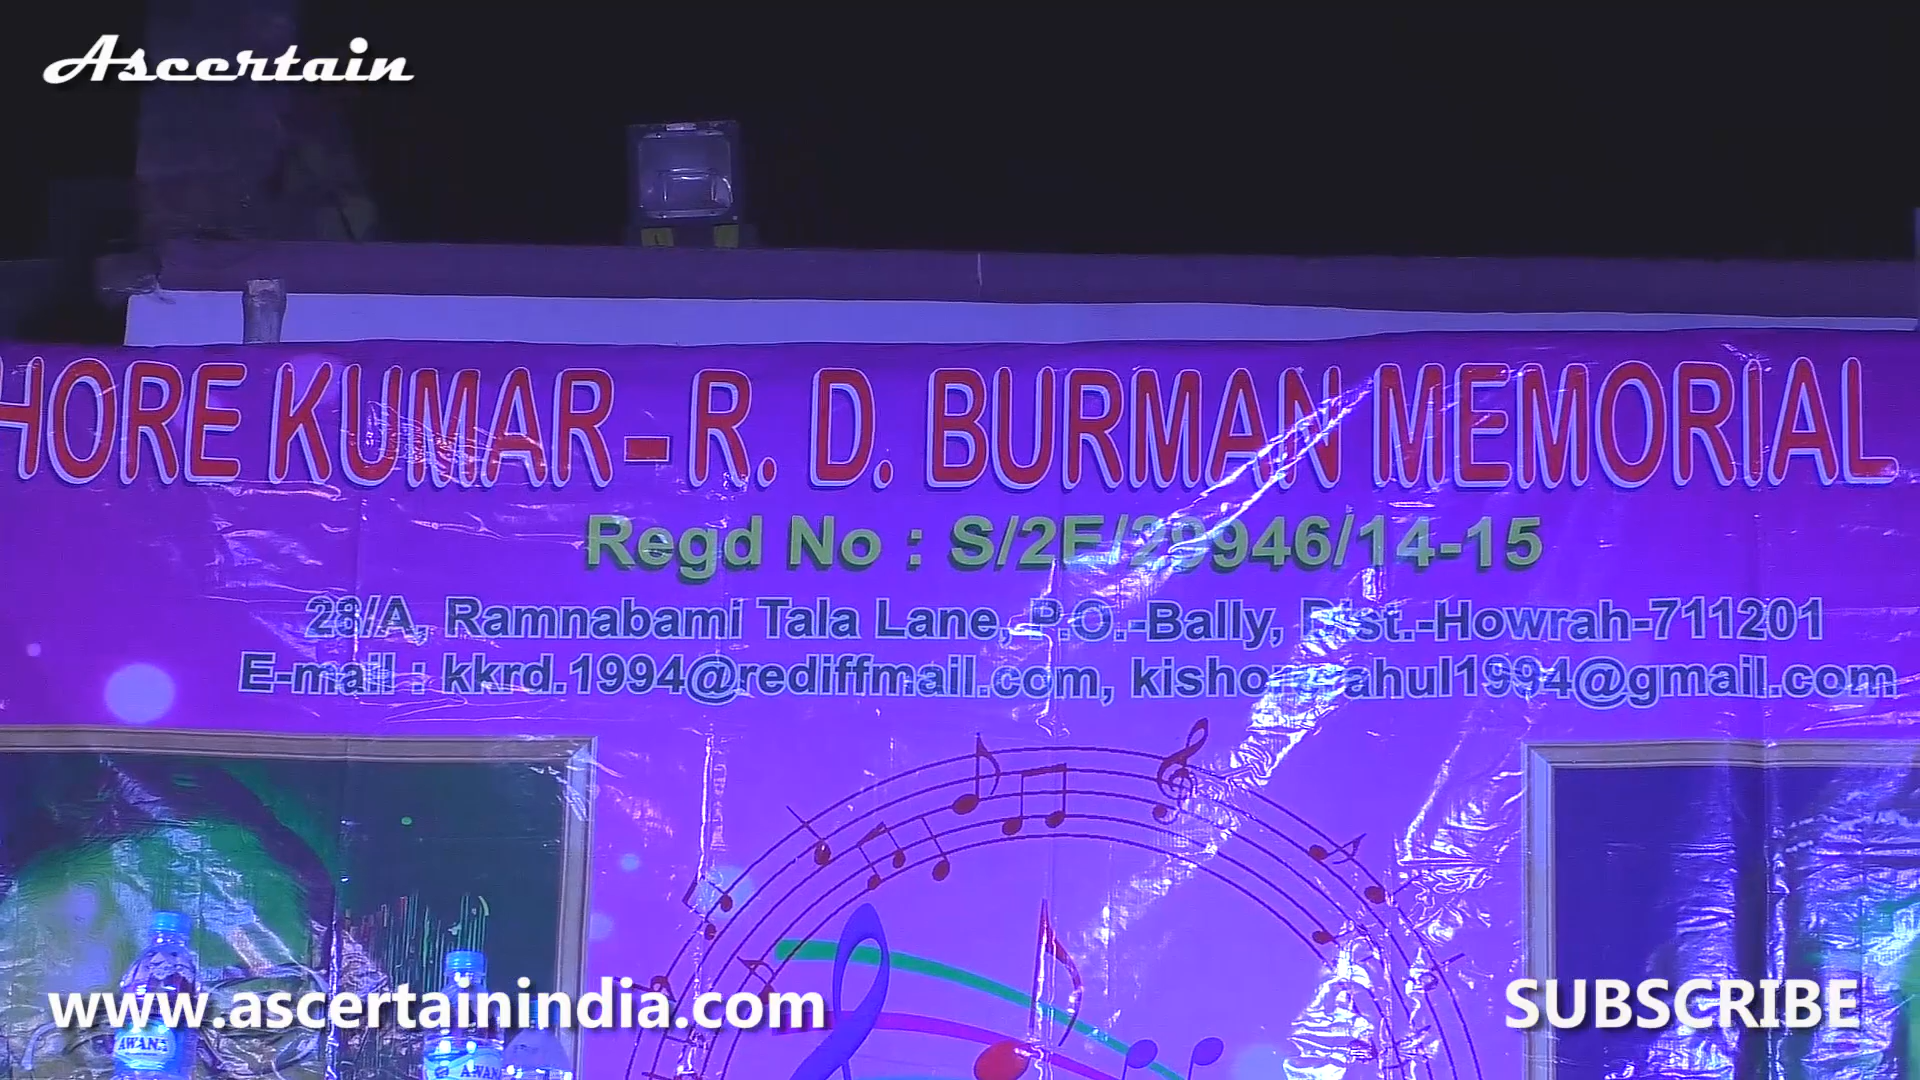 Ascertain
HORE KUMAR-R. D. BURMAN MEMORIAL
Regd No : S/2E/29946/14-15
28/A, Ramnabami Tala Lane, P.O.-Bally, Dist.-Howrah-711201
E-mail : kkrd.1994@rediffmail.com,
www.ascertainindia.com
SUBSCRIBE
AWANA